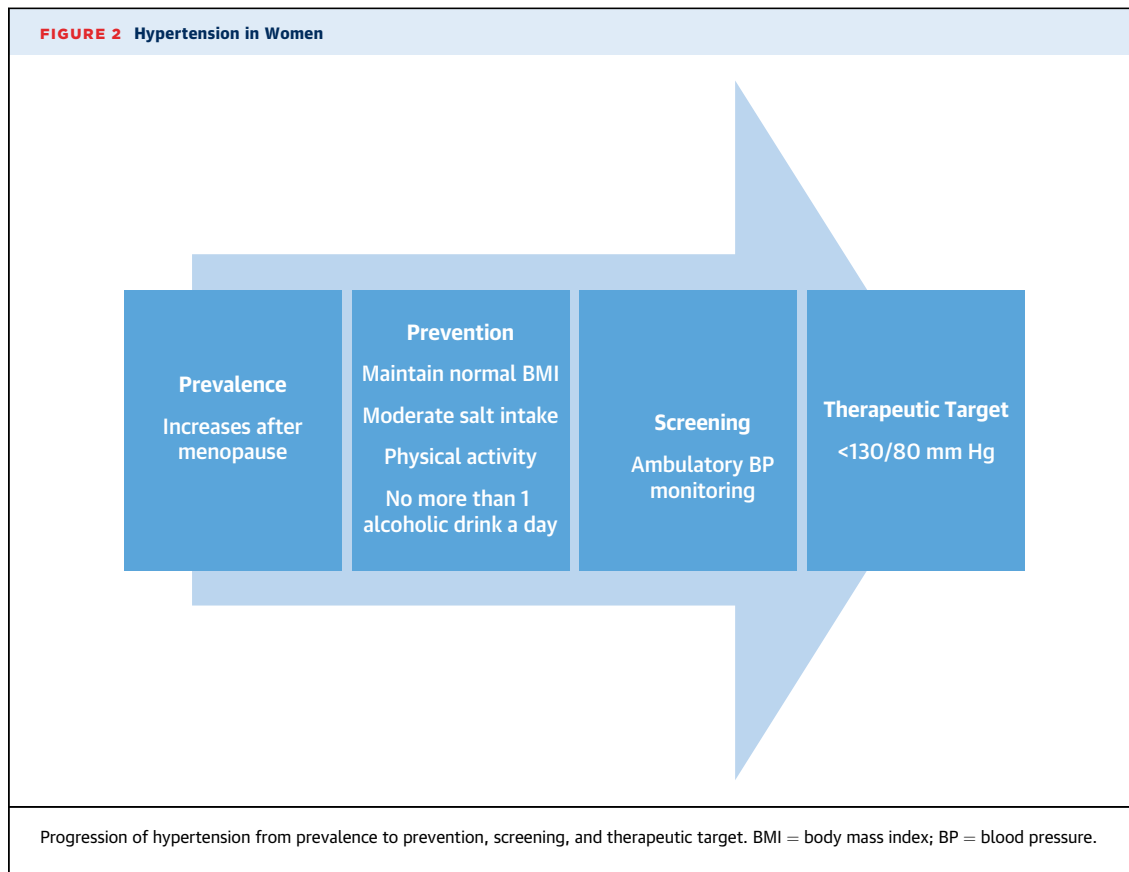 FIGURE 2 Hypertension in Women
Prevalence
Increases after
menopause
Prevention
Maintain normal BMI
Moderate salt intake
Physical activity
No more than 1
alcoholic drink a day
Screening
Ambulatory BP
monitoring
Therapeutic Target
<130/80 mm Hg
Progression of hypertension from prevalence to prevention, screening, and therapeutic target. BMI = body mass index; BP = blood pressure.